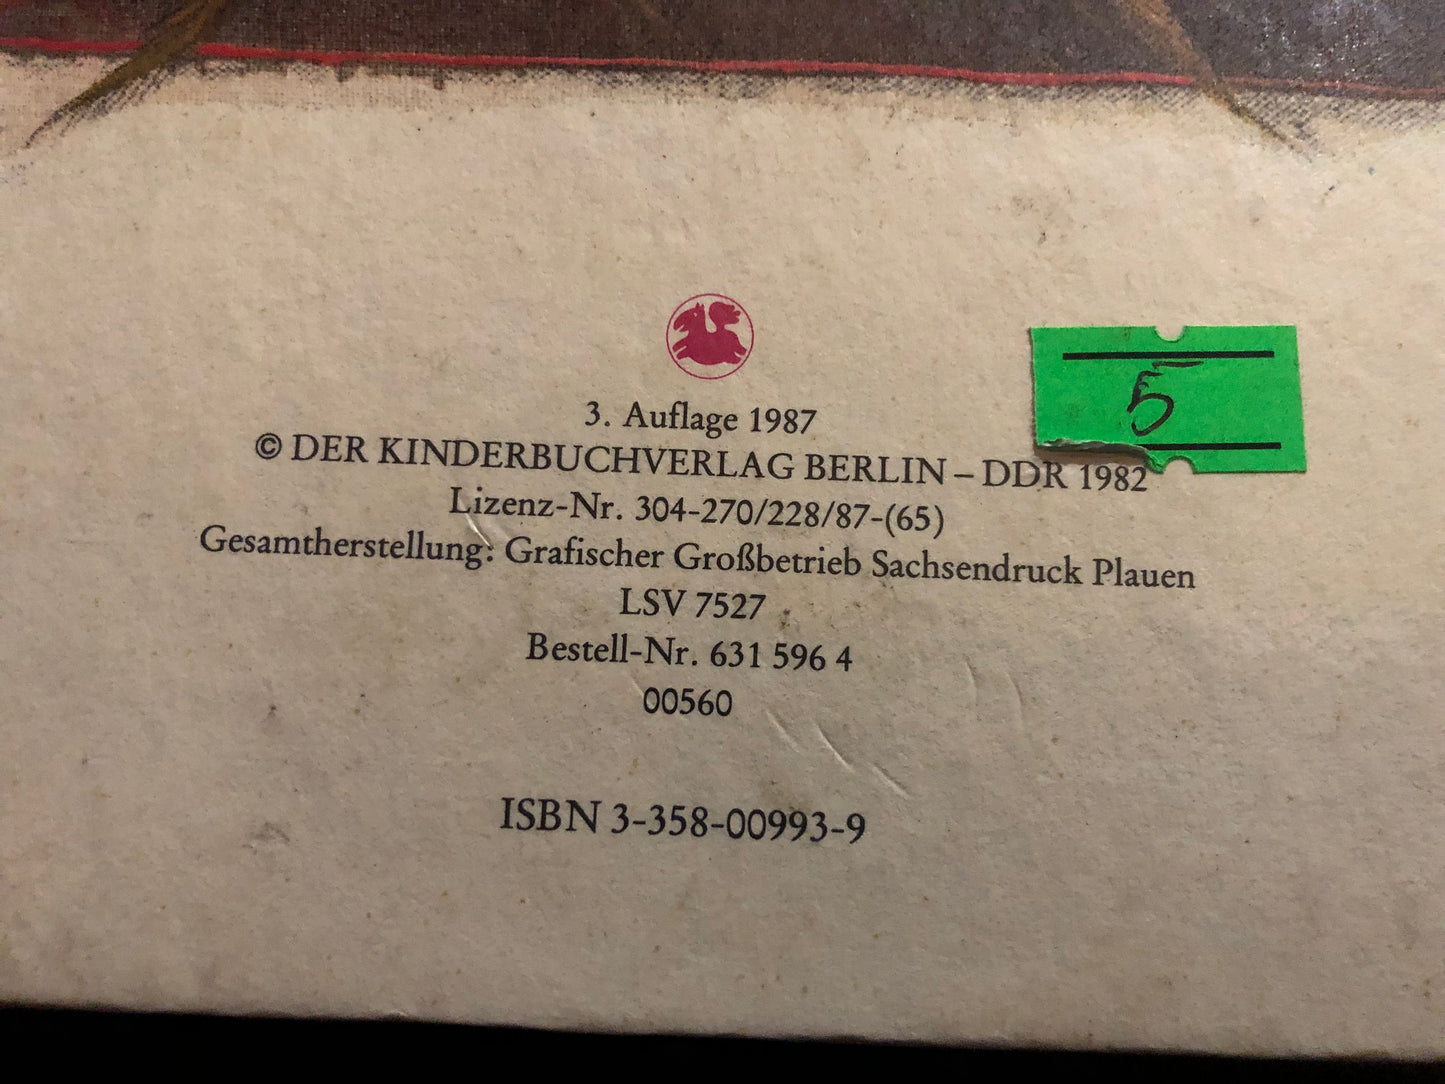 3. Auflage 1987
© DER KINDERBUCHVERLAG BERLIN – DDR 1982
Lizenz-Nr. 304-270/228/87-(65)
Gesamtherstellung: Grafischer Großbetrieb Sachsendruck Plauen
LSV 7527
Bestell-Nr. 631 596 4
00560
ISBN 3-358-00993-9
5